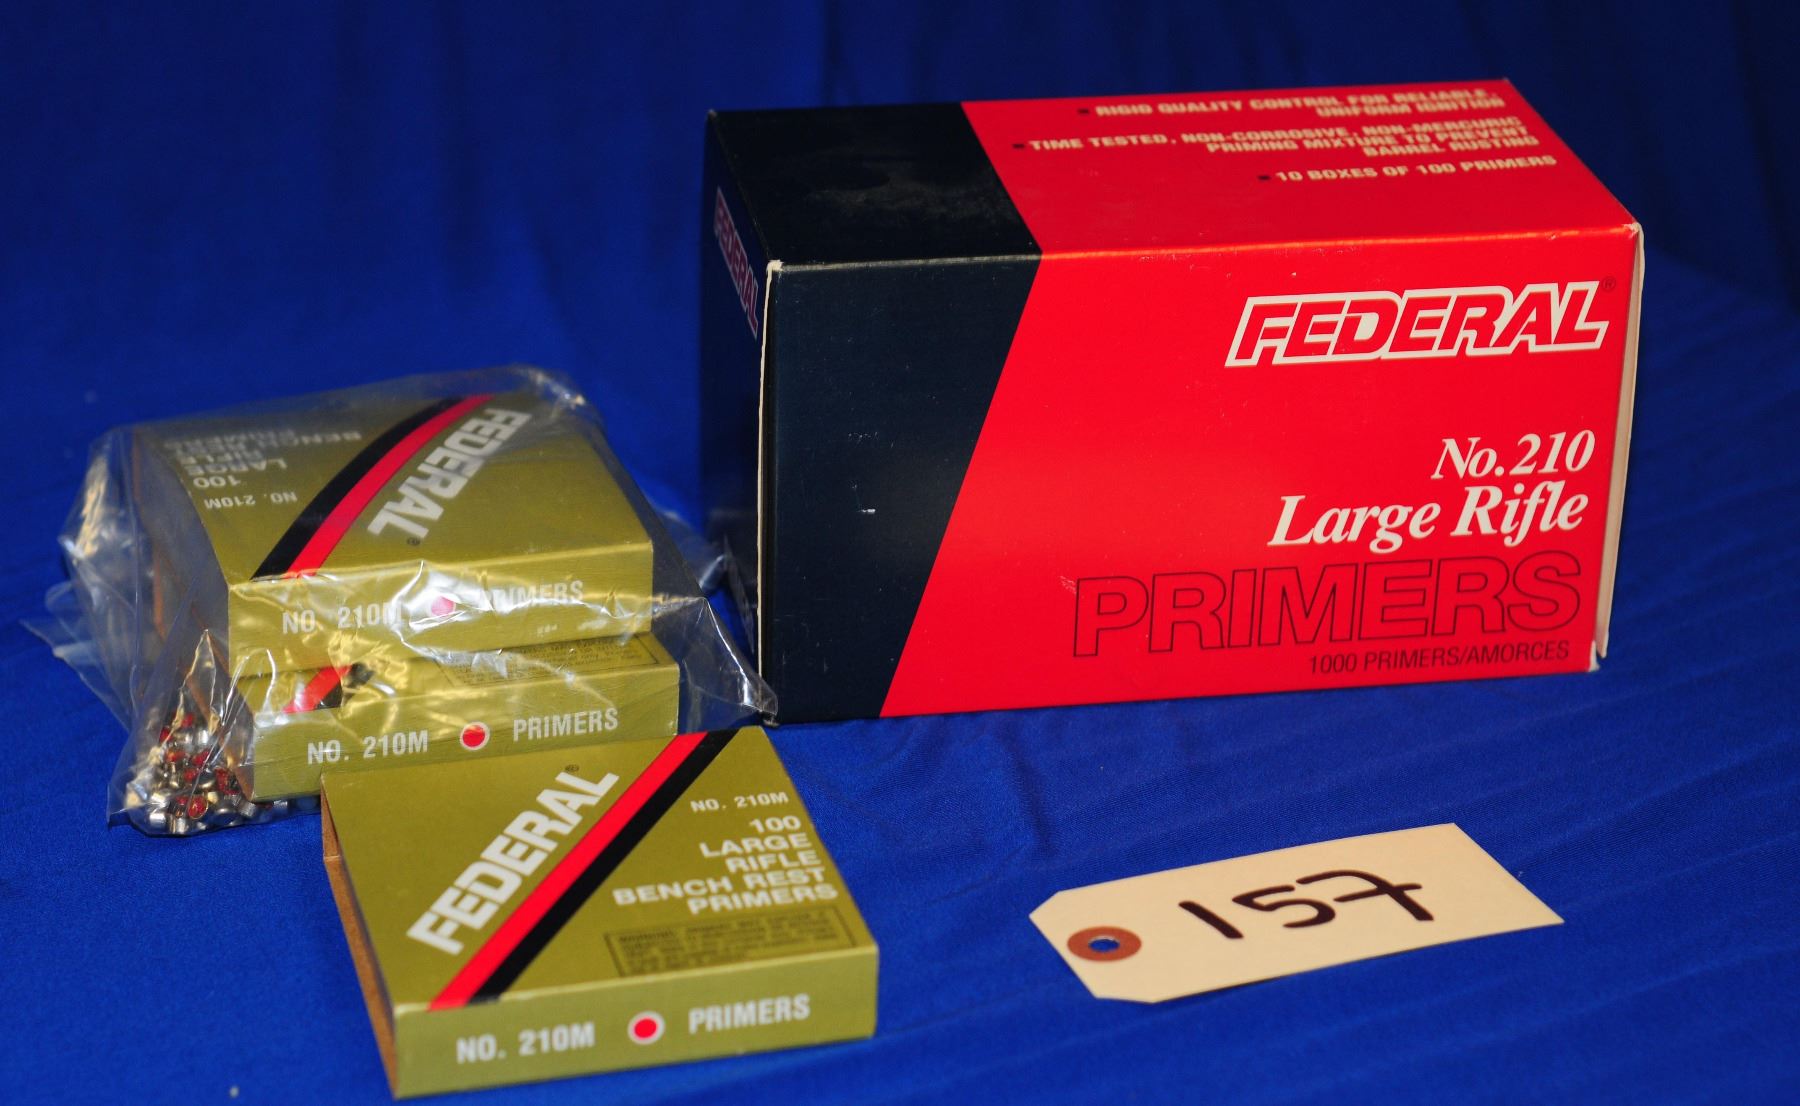 RIGID QUALITY CONTROL FOR RELIABLE,
UNIFORM IGNITION
TIME TESTED, NON-CORROSIVE, NON-MERCURIC
PRIMING MIXTURE TO PREVENT
BARREL RUSTING
10 BOXES OF 100 PRIMERS
FEDERAL
FEDERAL®
No. 210
Large Rifle
PRIMERS
1000 PRIMERS/AMORCES
FEDERAL®
NO. 210M
100
LARGE
RIFLE
BENCH REST
PRIMERS
NO. 210M PRIMERS
NO. 210M PRIMERS
FEDERAL®
NO. 210M
100
LARGE
RIFLE
BENCH REST
PRIMERS
NO. 210M PRIMERS
157